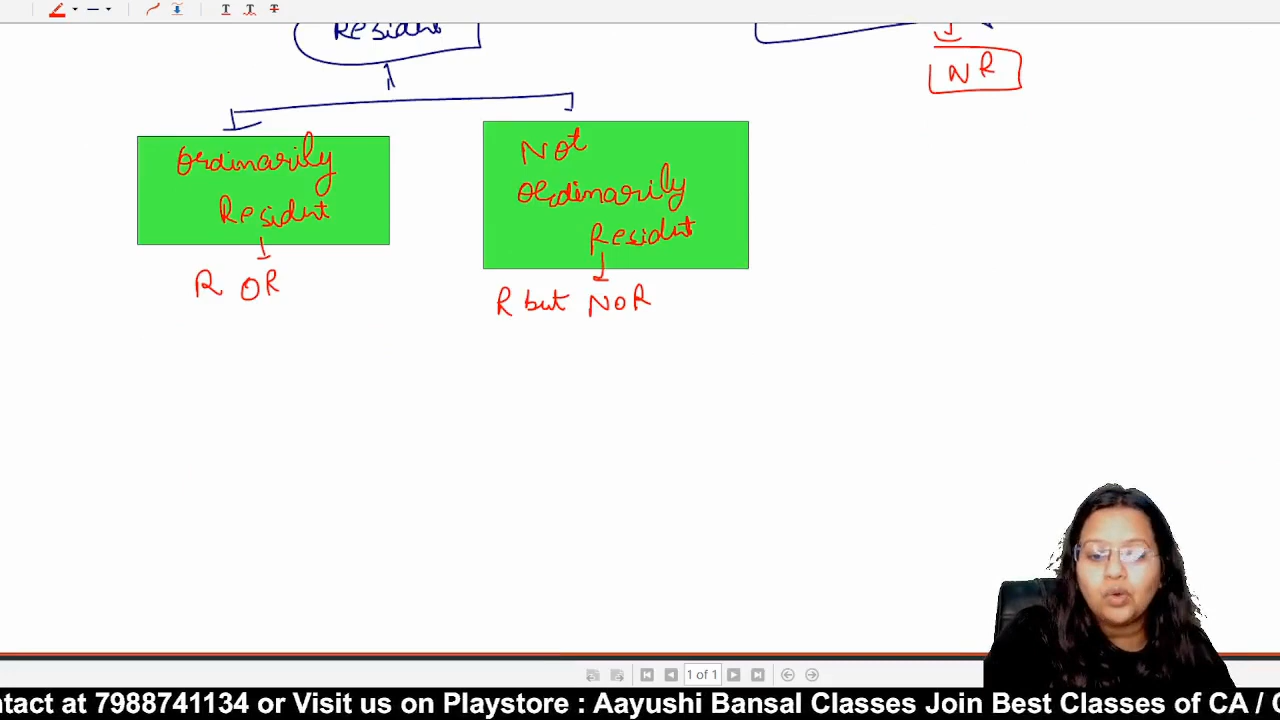 Resident
NR
Ordinarily
Resident
R OR
Not
Ordinarily
Resident
R but NOR
1 of 1
ntact at 7988741134 or Visit us on Playstore : Aayushi Bansal Classes Join Best Classes of CA /